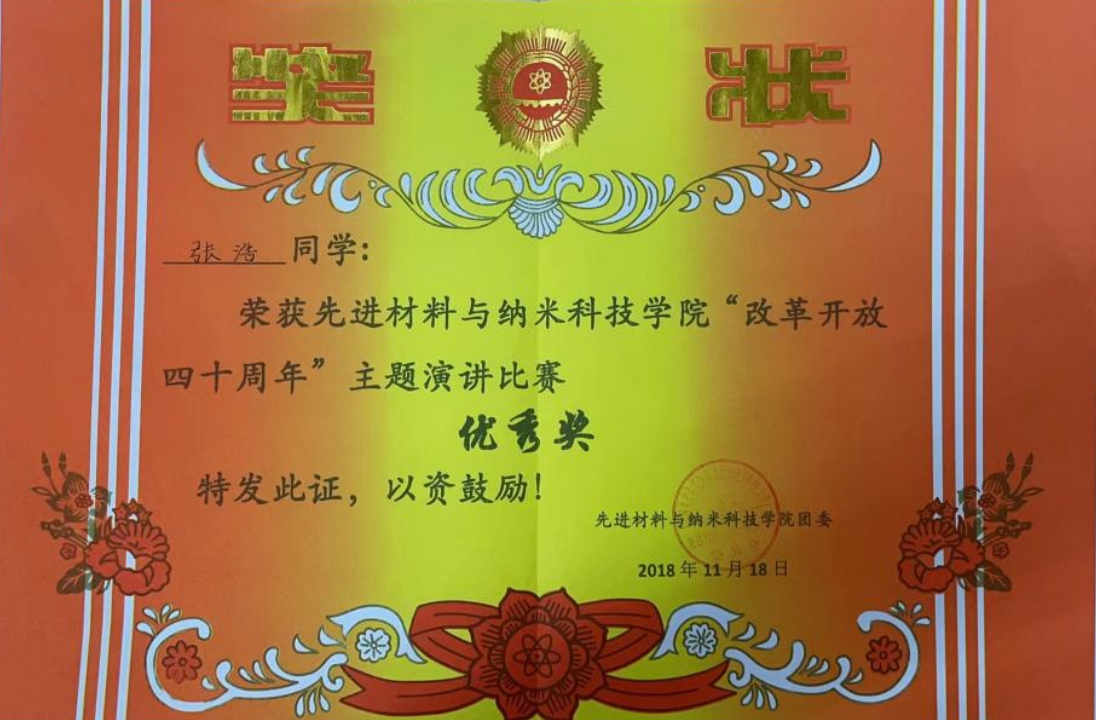 奖状
张浩 同学:
荣获先进材料与纳米科技学院“改革开放
四十周年”主题演讲比赛
优秀奖
特发此证，以资鼓励！
先进材料与纳米科技学院团委
2018年11月18日